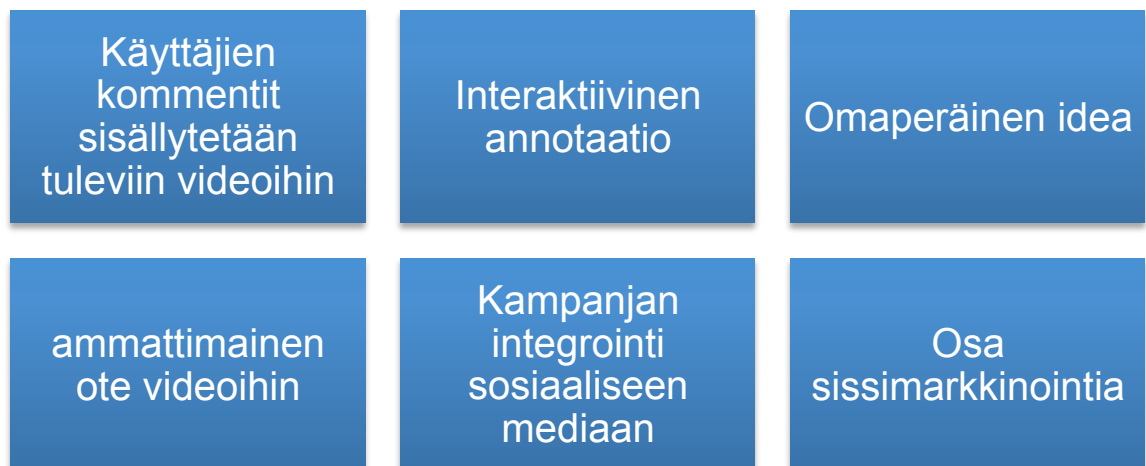 Käyttäjien
kommentit
sisällytetään
tuleviin videoihin
Interaktiivinen
annotaatio
Omaperäinen idea
ammattimainen
ote videoihin
Kampanjan
integrointi
sosiaaliseen
mediaan
Osa
sissimarkkinointia